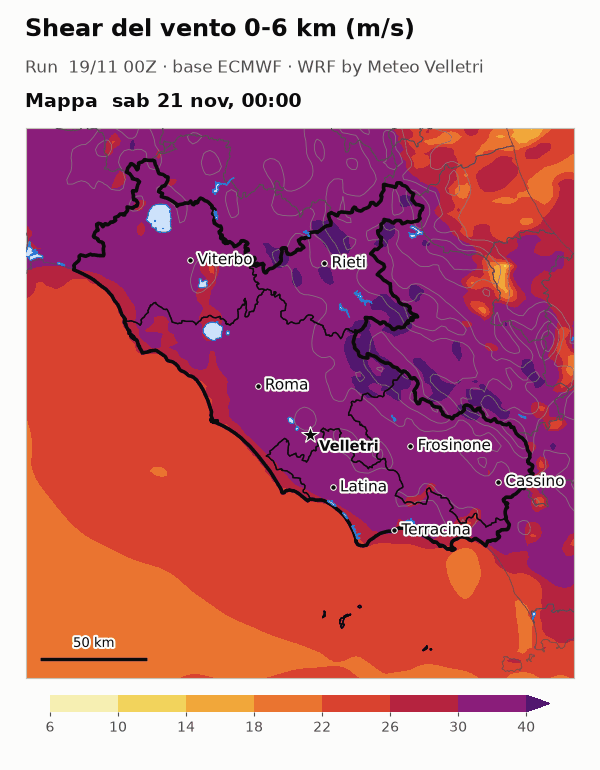 Shear del vento 0-6 km (m/s)
Run  19/11 00Z · base ECMWF · WRF by Meteo Velletri
Mappa  sab 21 nov, 00:00
Viterbo
Rieti
Roma
Velletri
Frosinone
Cassino
Latina
Terracina
50 km
6 10 14 18 22 26 30 40